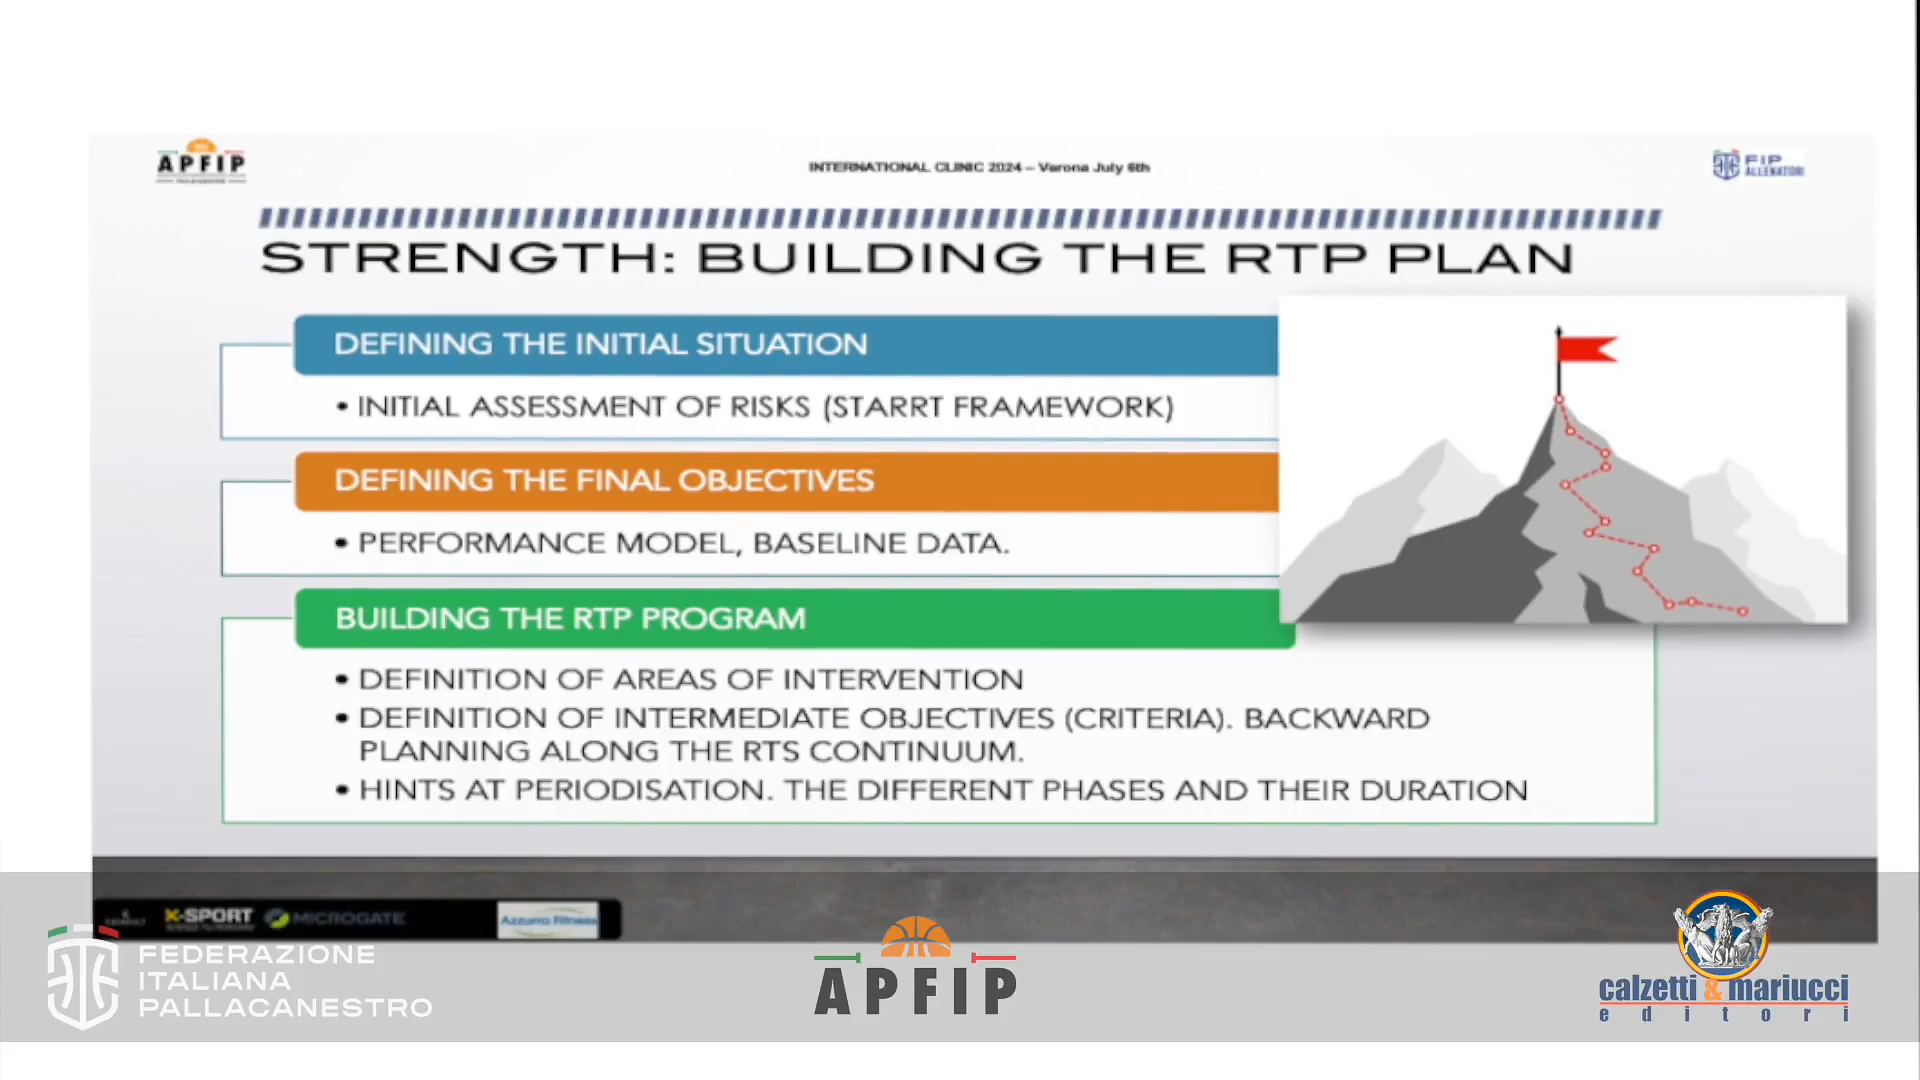 APFIP
INTERNATIONAL CLINIC 2024 – Verona July 6th
FIP
ALLENATORI
STRENGTH: BUILDING THE RTP PLAN
DEFINING THE INITIAL SITUATION
• INITIAL ASSESSMENT OF RISKS (STARRT FRAMEWORK)
DEFINING THE FINAL OBJECTIVES
• PERFORMANCE MODEL, BASELINE DATA.
BUILDING THE RTP PROGRAM
• DEFINITION OF AREAS OF INTERVENTION
• DEFINITION OF INTERMEDIATE OBJECTIVES (CRITERIA). BACKWARD
PLANNING ALONG THE RTS CONTINUUM.
• HINTS AT PERIODISATION. THE DIFFERENT PHASES AND THEIR DURATION
X-SPORT
MICROGATE
Azzurro Fitness
FEDERAZIONE
ITALIANA
PALLACANESTRO
APFIP
calzetti & mariucci
editori